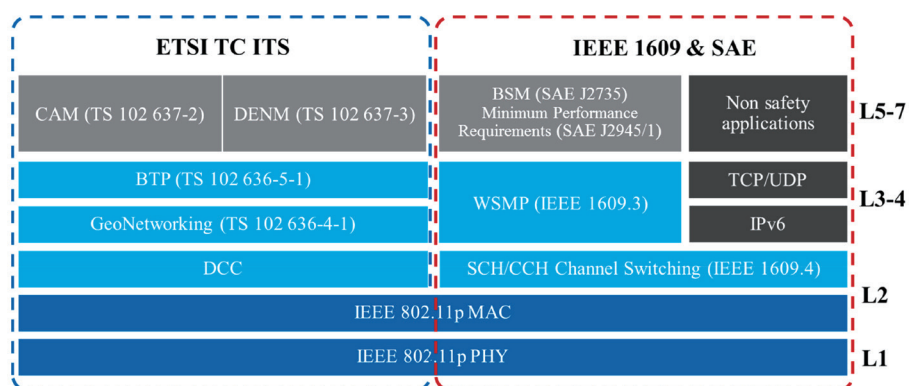 ETSI TC ITS
IEEE 1609 & SAE
CAM (TS 102 637-2)
DENM (TS 102 637-3)
BSM (SAE J2735)
Minimum Performance
Requirements (SAE J2945/1)
Non safety
applications
L5-7
BTP (TS 102 636-5-1)
GeoNetworking (TS 102 636-4-1)
WSMP (IEEE 1609.3)
TCP/UDP
IPv6
L3-4
DCC
SCH/CCH Channel Switching (IEEE 1609.4)
IEEE 802.11p MAC
L2
IEEE 802.11p PHY
L1